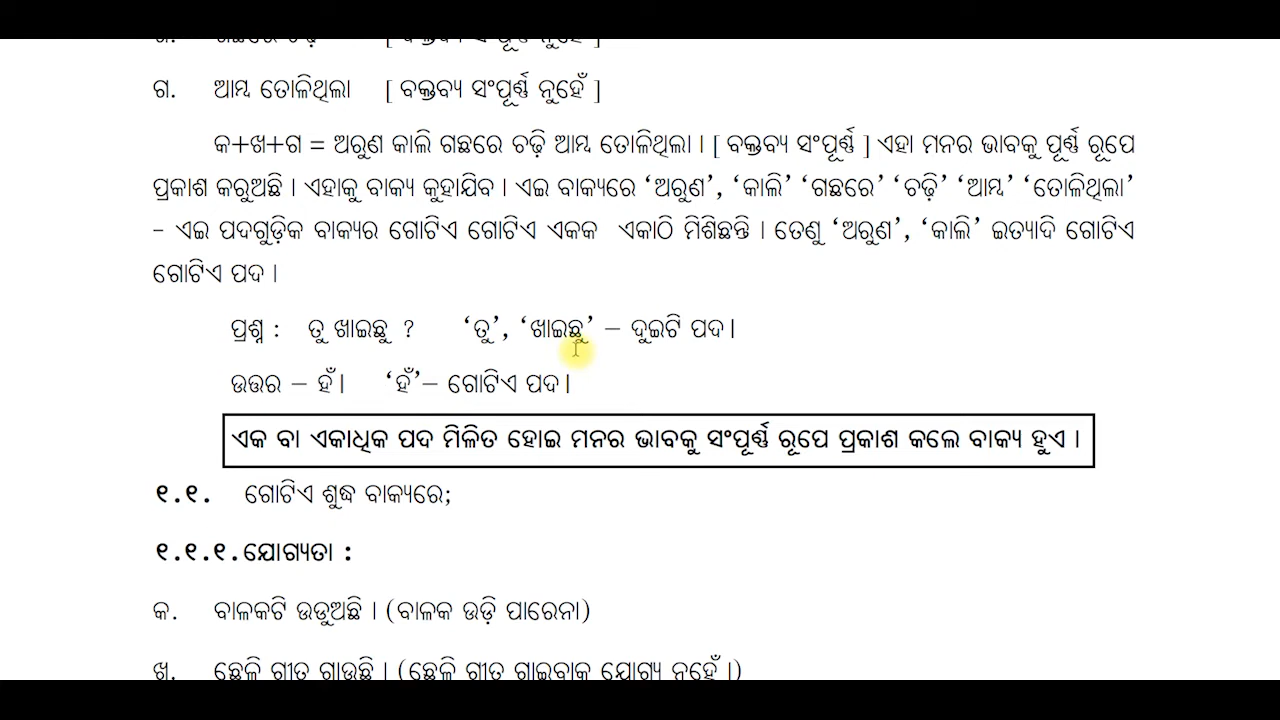 ଗ. ଆମ୍ବ ତୋଳିଥିଲା [ ବକ୍ତବ୍ୟ ସଂପୂର୍ଣ୍ଣ ନୁହେଁ ]
କ+ଖ+ଗ = ଅରୁଣ କାଲି ଗଛରେ ଚଢ଼ି ଆମ୍ବ ତୋଳିଥିଲା । [ ବକ୍ତବ୍ୟ ସଂପୂର୍ଣ୍ଣ ] ଏହା ମନର ଭାବକୁ ପୂର୍ଣ୍ଣ ରୂପେ
ପ୍ରକାଶ କରୁଅଛି । ଏହାକୁ ବାକ୍ୟ କୁହାଯିବ । ଏଇ ବାକ୍ୟରେ ‘ଅରୁଣ’, ‘କାଲି’ ‘ଗଛରେ’ ‘ଚଢ଼ି’ ‘ଆମ୍ବ’ ‘ତୋଳିଥିଲା’
- ଏଇ ପଦଗୁଡ଼ିକ ବାକ୍ୟର ଗୋଟିଏ ଗୋଟିଏ ଏକକ ଏକାଠି ମିଶିଛନ୍ତି । ତେଣୁ ‘ଅରୁଣ’, ‘କାଲି’ ଇତ୍ୟାଦି ଗୋଟିଏ
ଗୋଟିଏ ପଦ ।
ପ୍ରଶ୍ନ : ତୁ ଖାଇଛୁ ? ‘ତୁ’, ‘ଖାଇଛୁ’ – ଦୁଇଟି ପଦ ।
ଉତ୍ତର – ହଁ । ‘ହଁ’– ଗୋଟିଏ ପଦ ।
ଏକ ବା ଏକାଧିକ ପଦ ମିଳିତ ହୋଇ ମନର ଭାବକୁ ସଂପୂର୍ଣ୍ଣ ରୂପେ ପ୍ରକାଶ କଲେ ବାକ୍ୟ ହୁଏ ।
୧.୧. ଗୋଟିଏ ଶୁଦ୍ଧ ବାକ୍ୟରେ;
୧.୧.୧. ଯୋଗ୍ୟତା :
କ. ବାଳକଟି ଉଡୁଅଛି । (ବାଳକ ଉଡ଼ି ପାରେନା)
ଖ. ଛେଳି ଗୀତ ଗାଉଛି । (ଛେଳି ଗୀତ ଗାଇବାକୁ ଯୋଗ୍ୟ ନୁହେଁ ।)